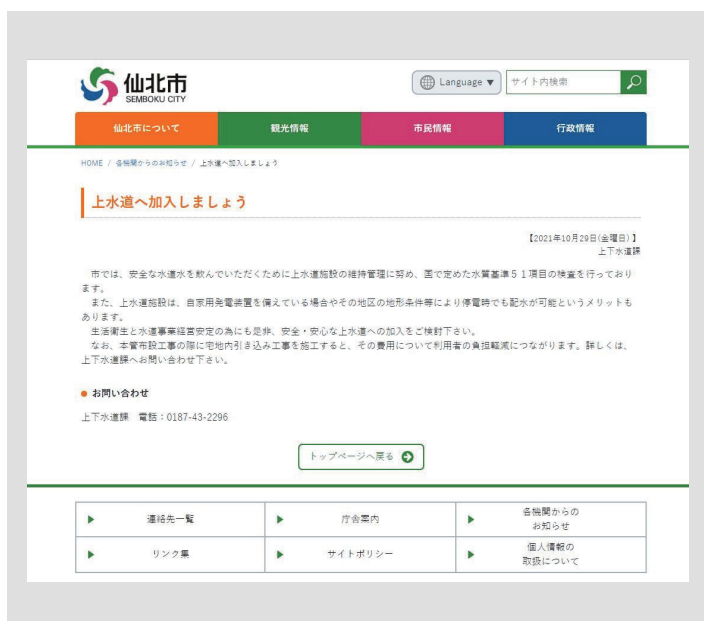 仙北市
SEMBOKU CITY
Language ▼
サイト内検索
仙北市について
観光情報
市民情報
行政情報
HOME / 各機関からのお知らせ / 上水道へ加入しましょう
上水道へ加入しましょう
【2021年10月29日(金曜日)】
上下水道課
市では、安全な水道水を飲んでいただくために上水道施設の維持管理に努め、国で定めた水質基準５１項目の検査を行っており
ます。
また、上水道施設は、自家用発電装置を備えている場合やその地区の地形条件等により停電時でも配水が可能というメリットも
あります。
生活衛生と水道事業経営安定の為にも是非、安全・安心な上水道への加入をご検討下さい。
なお、本管布設工事の際に宅地内引き込み工事を施工すると、その費用について利用者の負担軽減につながります。詳しくは、
上下水道課へお問い合わせ下さい。
お問い合わせ
上下水道課　電話：0187-43-2296
トップページへ戻る
連絡先一覧
庁舎案内
各機関からの
お知らせ
リンク集
サイトポリシー
個人情報の
取扱について